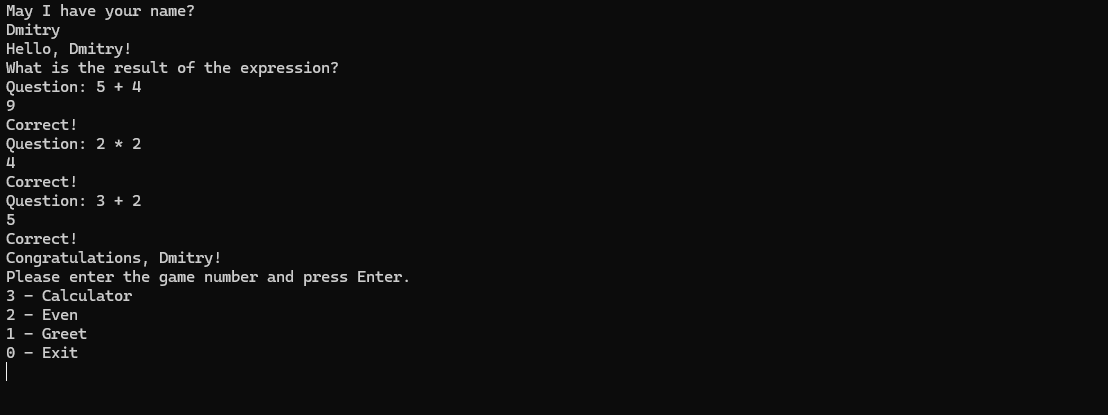 May I have your name?
Dmitry
Hello, Dmitry!
What is the result of the expression?
Question: 5 + 4
9
Correct!
Question: 2 * 2
4
Correct!
Question: 3 + 2
5
Correct!
Congratulations, Dmitry!
Please enter the game number and press Enter.
3 - Calculator
2 - Even
1 - Greet
0 - Exit